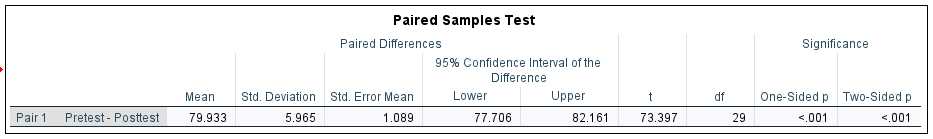 Paired Samples Test
Paired Differences Significance
95% Confidence Interval of the
Difference
Mean Std. Deviation Std. Error Mean Lower Upper t df One-Sided p Two-Sided p
Pair 1 Pretest - Posttest 79.933 5.965 1.089 77.706 82.161 73.397 29 <.001 <.001